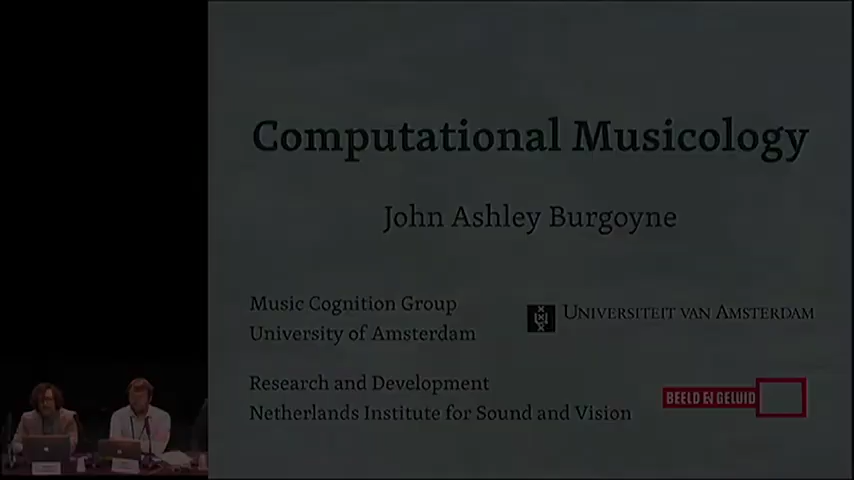 Computational Musicology
John Ashley Burgoyne
Music Cognition Group
University of Amsterdam
UNIVERSITEIT VAN AMSTERDAM
Research and Development
Netherlands Institute for Sound and Vision
BEELD EN GELUID